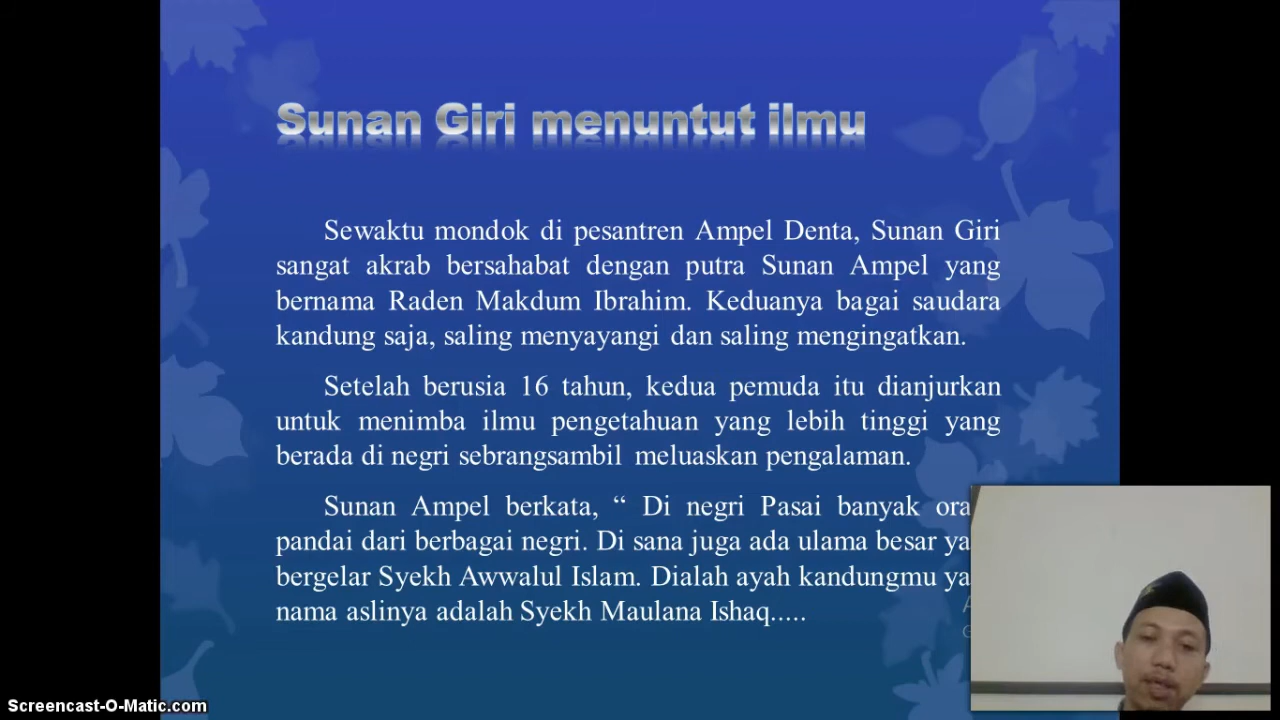 Sunan Giri menuntut ilmu
Sewaktu mondok di pesantren Ampel Denta, Sunan Giri
sangat akrab bersahabat dengan putra Sunan Ampel yang
bernama Raden Makdum Ibrahim. Keduanya bagai saudara
kandung saja, saling menyayangi dan saling mengingatkan.
Setelah berusia 16 tahun, kedua pemuda itu dianjurkan
untuk menimba ilmu pengetahuan yang lebih tinggi yang
berada di negri sebrangsambil meluaskan pengalaman.
Sunan Ampel berkata, “ Di negri Pasai banyak
pandai dari berbagai negri. Di sana juga ada ulama besar
bergelar Syekh Awwalul Islam. Dialah ayah kandungmu
nama aslinya adalah Syekh Maulana Ishaq.....
Screencast-O-Matic.com